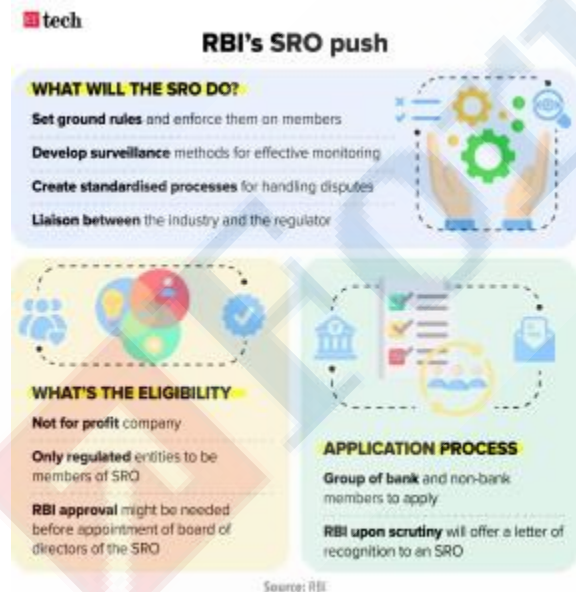 ET tech
RBI's SRO push
WHAT WILL THE SRO DO?
Set ground rules and enforce them on members
Develop surveillance methods for effective monitoring
Create standardised processes for handling disputes
Liaison between the industry and the regulator
WHAT'S THE ELIGIBILITY
Not for profit company
Only regulated entities to be
members of SRO
RBI approval might be needed
before appointment of board of
directors of the SRO
APPLICATION PROCESS
Group of bank and non-bank
members to apply
RBI upon scrutiny will offer a letter of
recognition to an SRO
Source: RBI